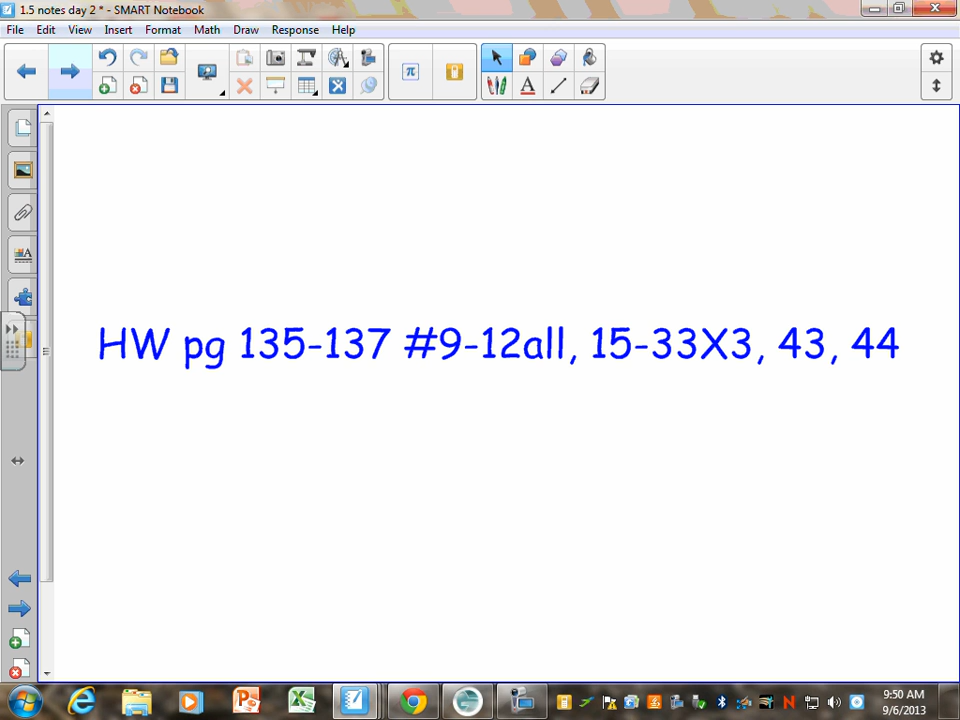 1.5 notes day 2 * - SMART Notebook
File Edit View Insert Format Math Draw Response Help
HW pg 135-137 #9-12all, 15-33X3, 43, 44
9:50 AM
9/6/2013